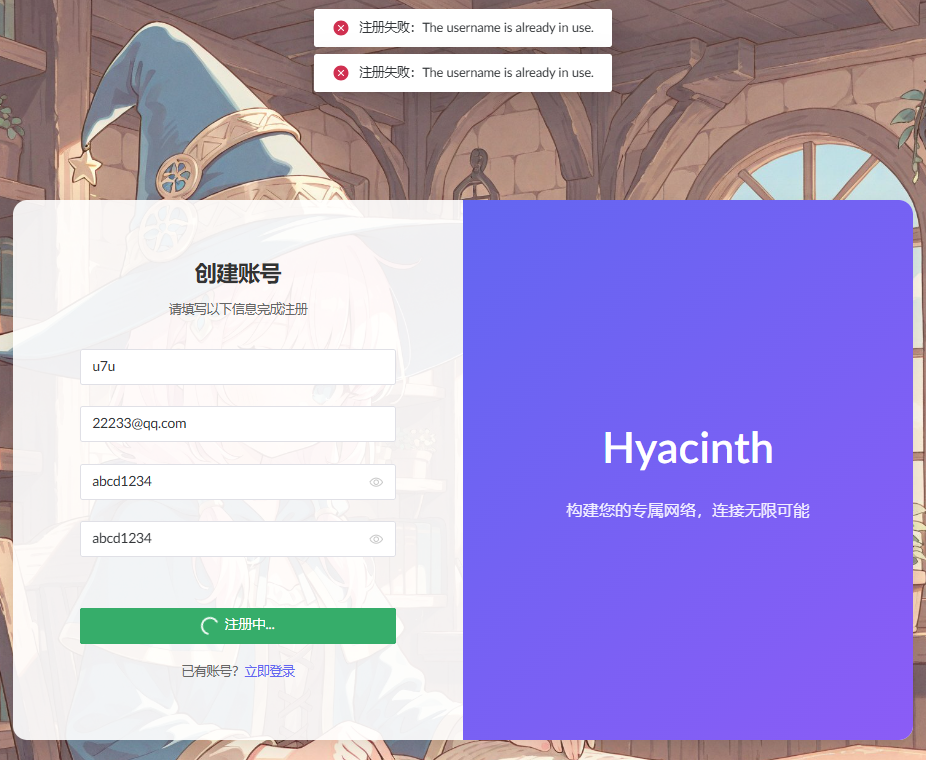 注册失败：The username is already in use.
注册失败：The username is already in use.
创建账号
请填写以下信息完成注册
u7u
22233@qq.com
abcd1234
abcd1234
注册中...
已有账号？立即登录
Hyacinth
构建您的专属网络，连接无限可能